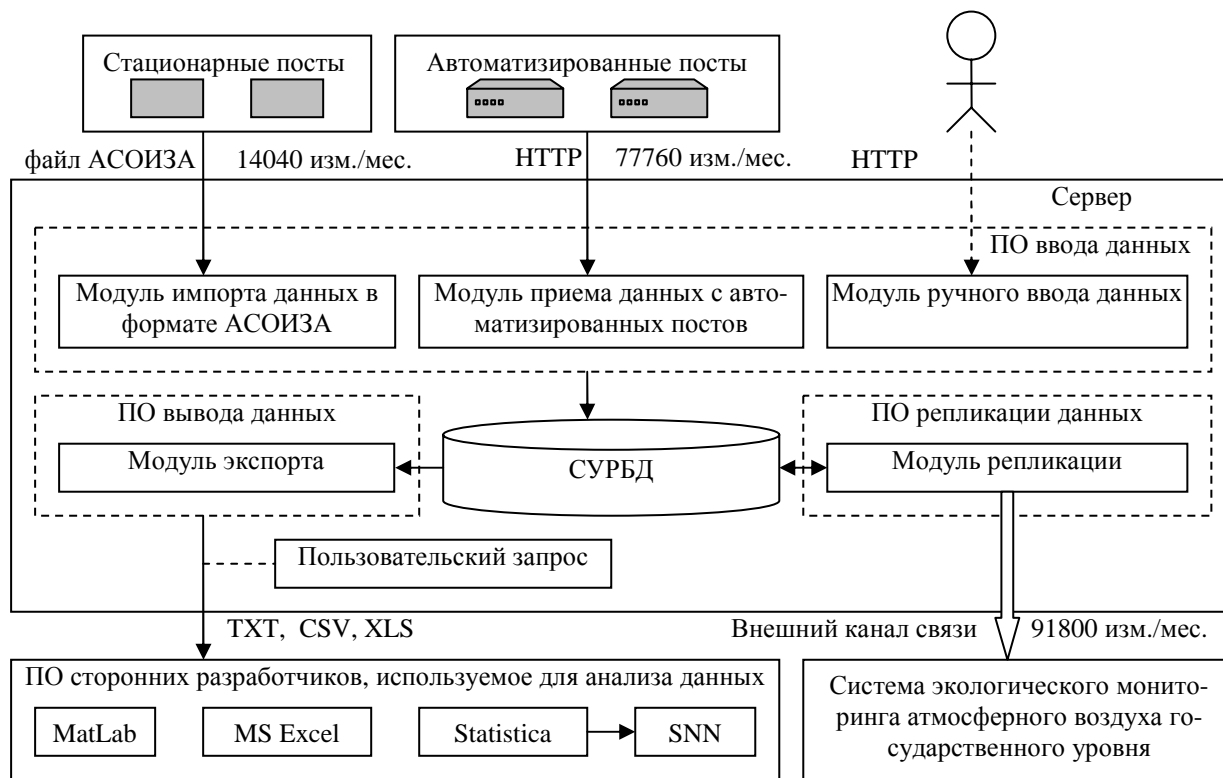 Стационарные посты
Автоматизированные посты
файл АСОИЗА
14040 изм./мес.
HTTP
77760 изм./мес.
HTTP
Сервер
ПО ввода данных
Модуль импорта данных в
формате АСОИЗА
Модуль приема данных с авто-
матизированных постов
Модуль ручного ввода данных
ПО вывода данных
ПО репликации данных
Модуль экспорта
СУРБД
Модуль репликации
Пользовательский запрос
TXT, CSV, XLS
Внешний канал связи
91800 изм./мес.
ПО сторонних разработчиков, используемое для анализа данных
MatLab
MS Excel
Statistica
SNN
Система экологического монито-
ринга атмосферного воздуха го-
сударственного уровня